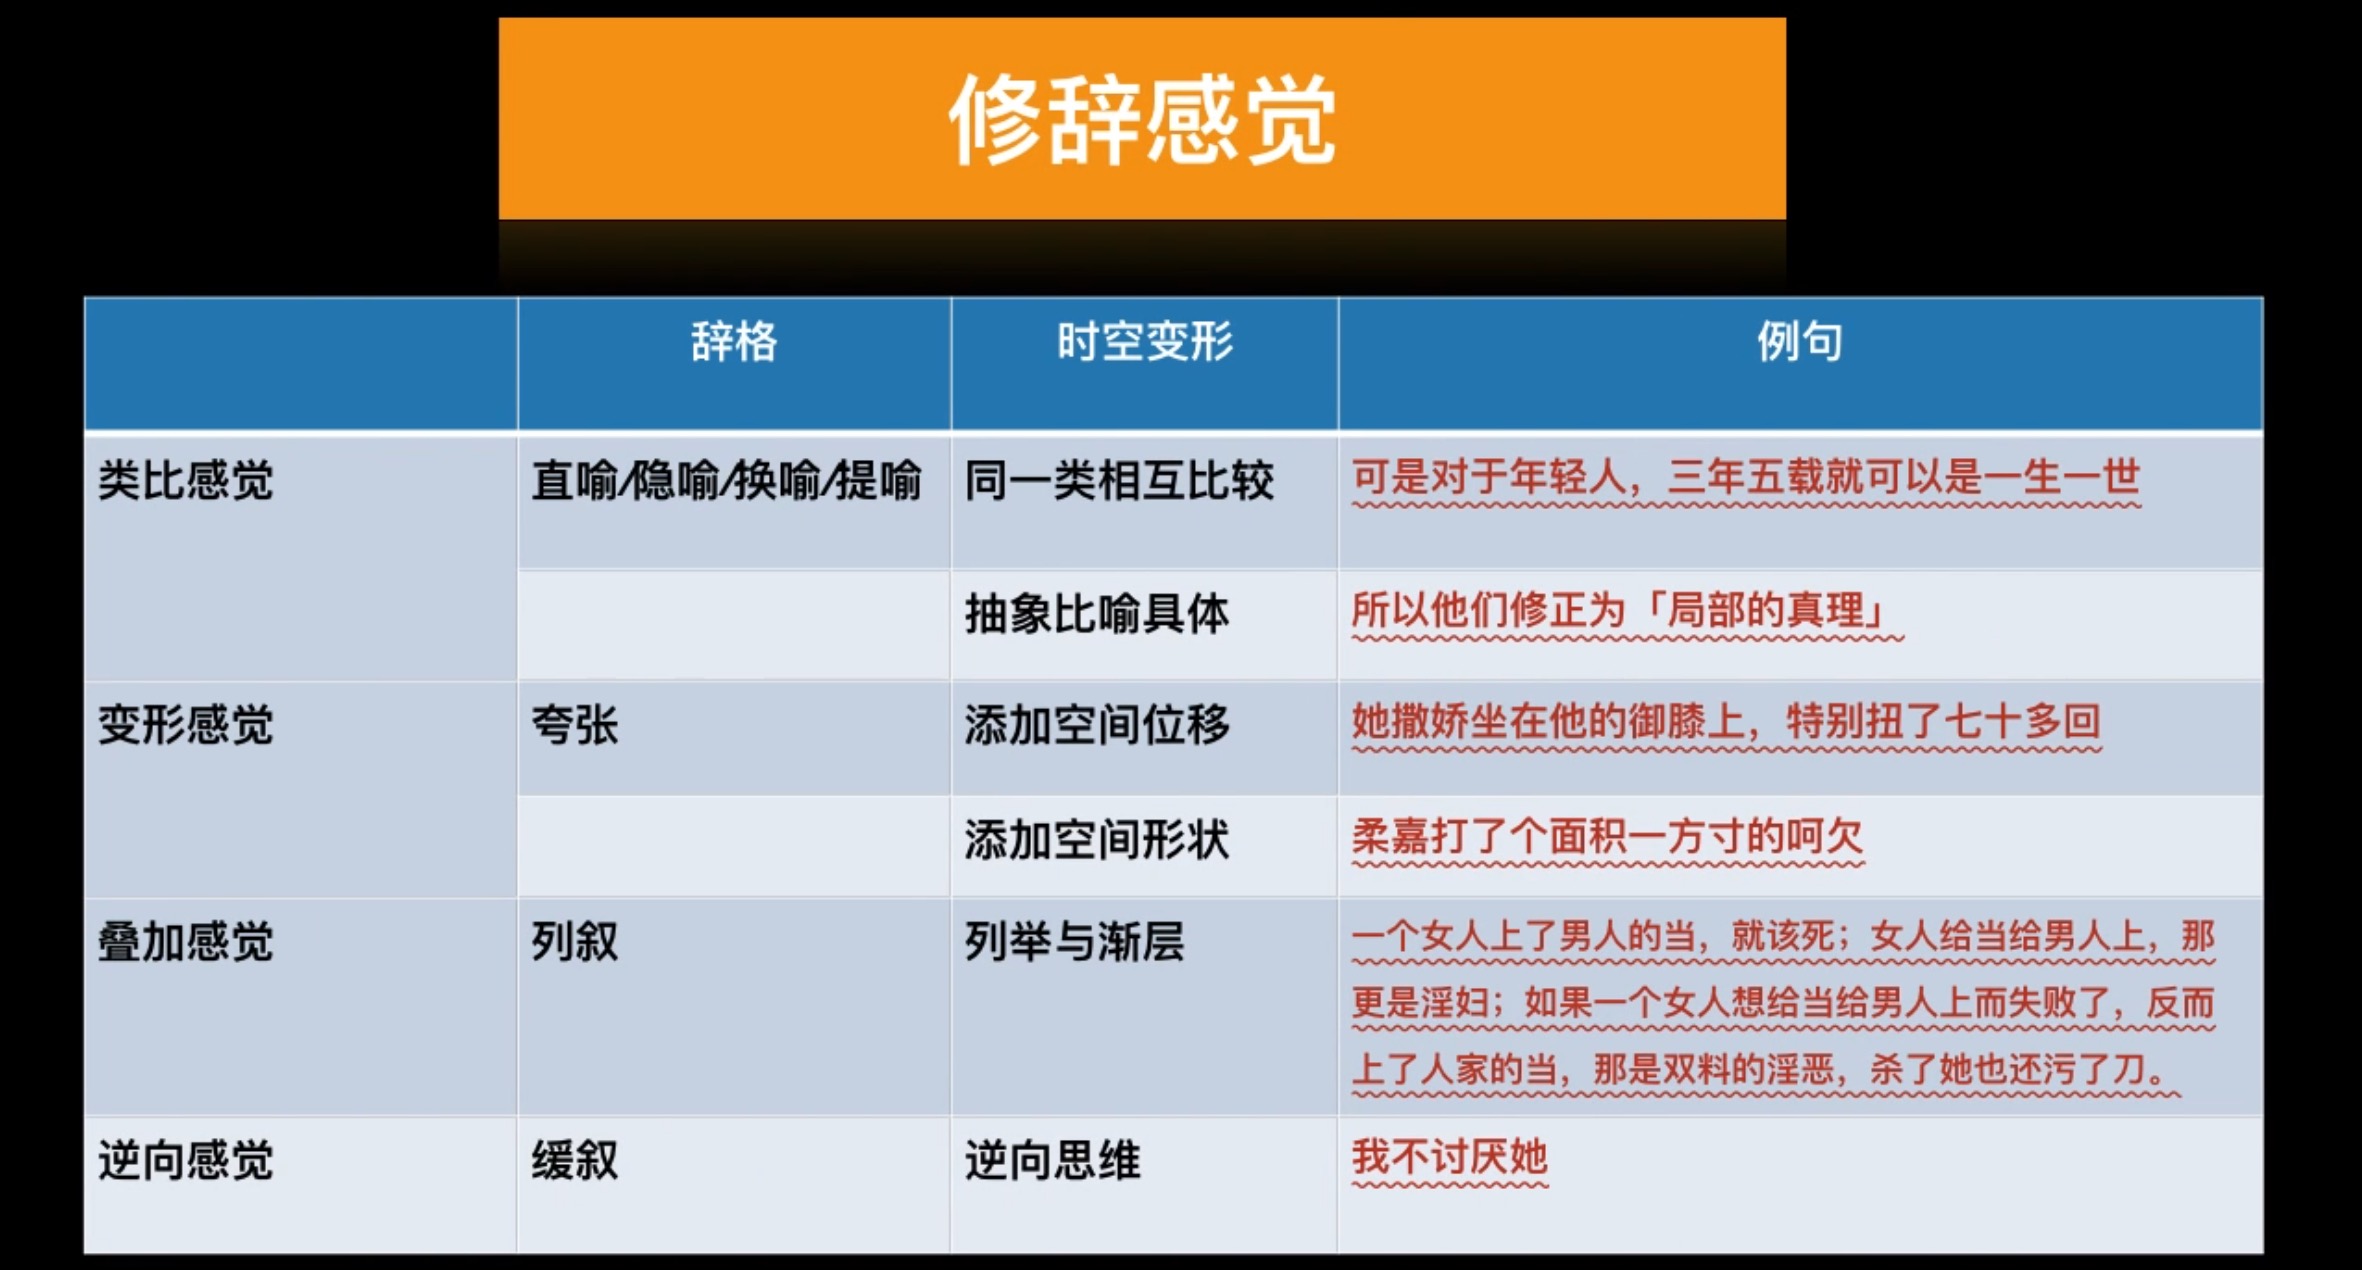 修辞感觉
辞格
时空变形
例句
类比感觉
直喻/隐喻/换喻/提喻
同一类相互比较
可是对于年轻人，三年五载就可以是一生一世
抽象比喻具体
所以他们修正为「局部的真理」
变形感觉
夸张
添加空间位移
她撒娇坐在他的御膝上，特别扭了七十多回
添加空间形状
柔嘉打了个面积一方寸的呵欠
叠加感觉
列叙
列举与渐层
一个女人上了男人的当，就该死；女人给当给男人上，那
更是淫妇；如果一个女人想给当给男人上而失败了，反而
上了人家的当，那是双料的淫恶，杀了她也还污了刀。
逆向感觉
缓叙
逆向思维
我不讨厌她